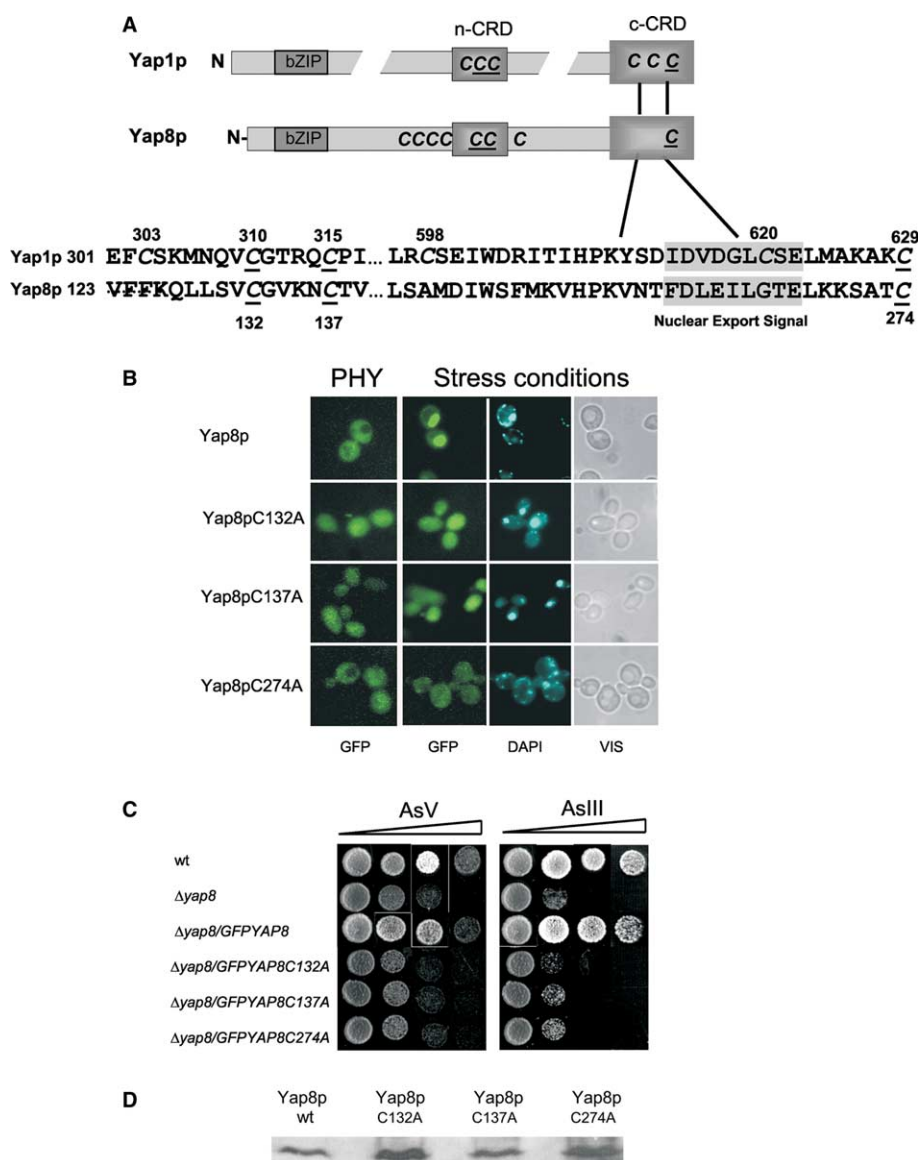 A
n-CRD
c-CRD
Yap1p N bZIP CCC C C C
Yap8p N- bZIP CCCC CC C C
303 310 315 598 620 629
Yap1p 301 EFCSKMNQVCGTRQCPI... LRCSEIWDRITIHPKYSDIDVDGLCSELMAKAKC
Yap8p 123 VFFKQLLSVCGVKNCTV... LSAMDIWSFMKVHPKVNTFDLEILGTELKKSATC
132 137 Nuclear Export Signal 274
B
PHY Stress conditions
Yap8p
Yap8pC132A
Yap8pC137A
Yap8pC274A
GFP GFP DAPI VIS
C
AsV AsIII
wt
Δyap8
Δyap8/GFPYAP8
Δyap8/GFPYAP8C132A
Δyap8/GFPYAP8C137A
Δyap8/GFPYAP8C274A
D
Yap8p Yap8p Yap8p Yap8p
wt C132A C137A C274A